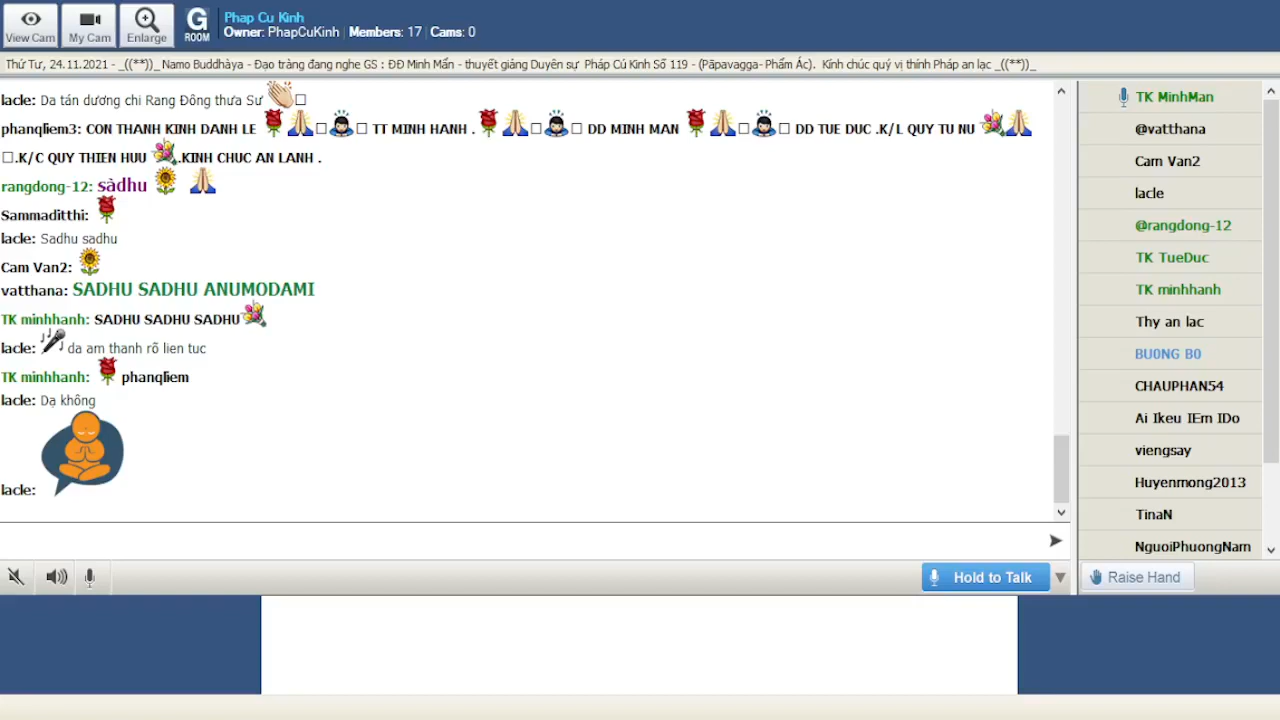 View Cam
My Cam
Enlarge
G
ROOM
Phap Cu Kinh
Owner: PhapCuKinh | Members: 17 | Cams: 0
Thứ Tư, 24.11.2021 - _((**))_ Namo Buddhàya - Đạo tràng đang nghe GS : ĐĐ Minh Mẩn - thuyết giảng Duyên sự Pháp Cú Kinh Số 119 - (Pāpavagga- Phẩm Ác). Kính chúc quý vị thính Pháp an lạc _((**))_
lacle: Da tán dương chi Rang Đông thưa Sư
phanqliem3: CON THANH KINH DANH LE TT MINH HANH . DD MINH MAN DD TUE DUC .K/L QUY TU NU
.K/C QUY THIEN HUU .KINH CHUC AN LANH .
rangdong-12: sàdhu
Sammaditthi:
lacle: Sadhu sadhu
Cam Van2:
vatthana: SADHU SADHU ANUMODAMI
TK minhhanh: SADHU SADHU SADHU
lacle: da am thanh rõ lien tuc
TK minhhanh: phanqliem
lacle: Dạ không
lacle:
TK MinhMan
@vatthana
Cam Van2
lacle
@rangdong-12
TK TueDuc
TK minhhanh
Thy an lac
BU0NG B0
CHAUPHAN54
Ai Ikeu IEm IDo
viengsay
Huyenmong2013
TinaN
NguoiPhuongNam
Hold to Talk
Raise Hand